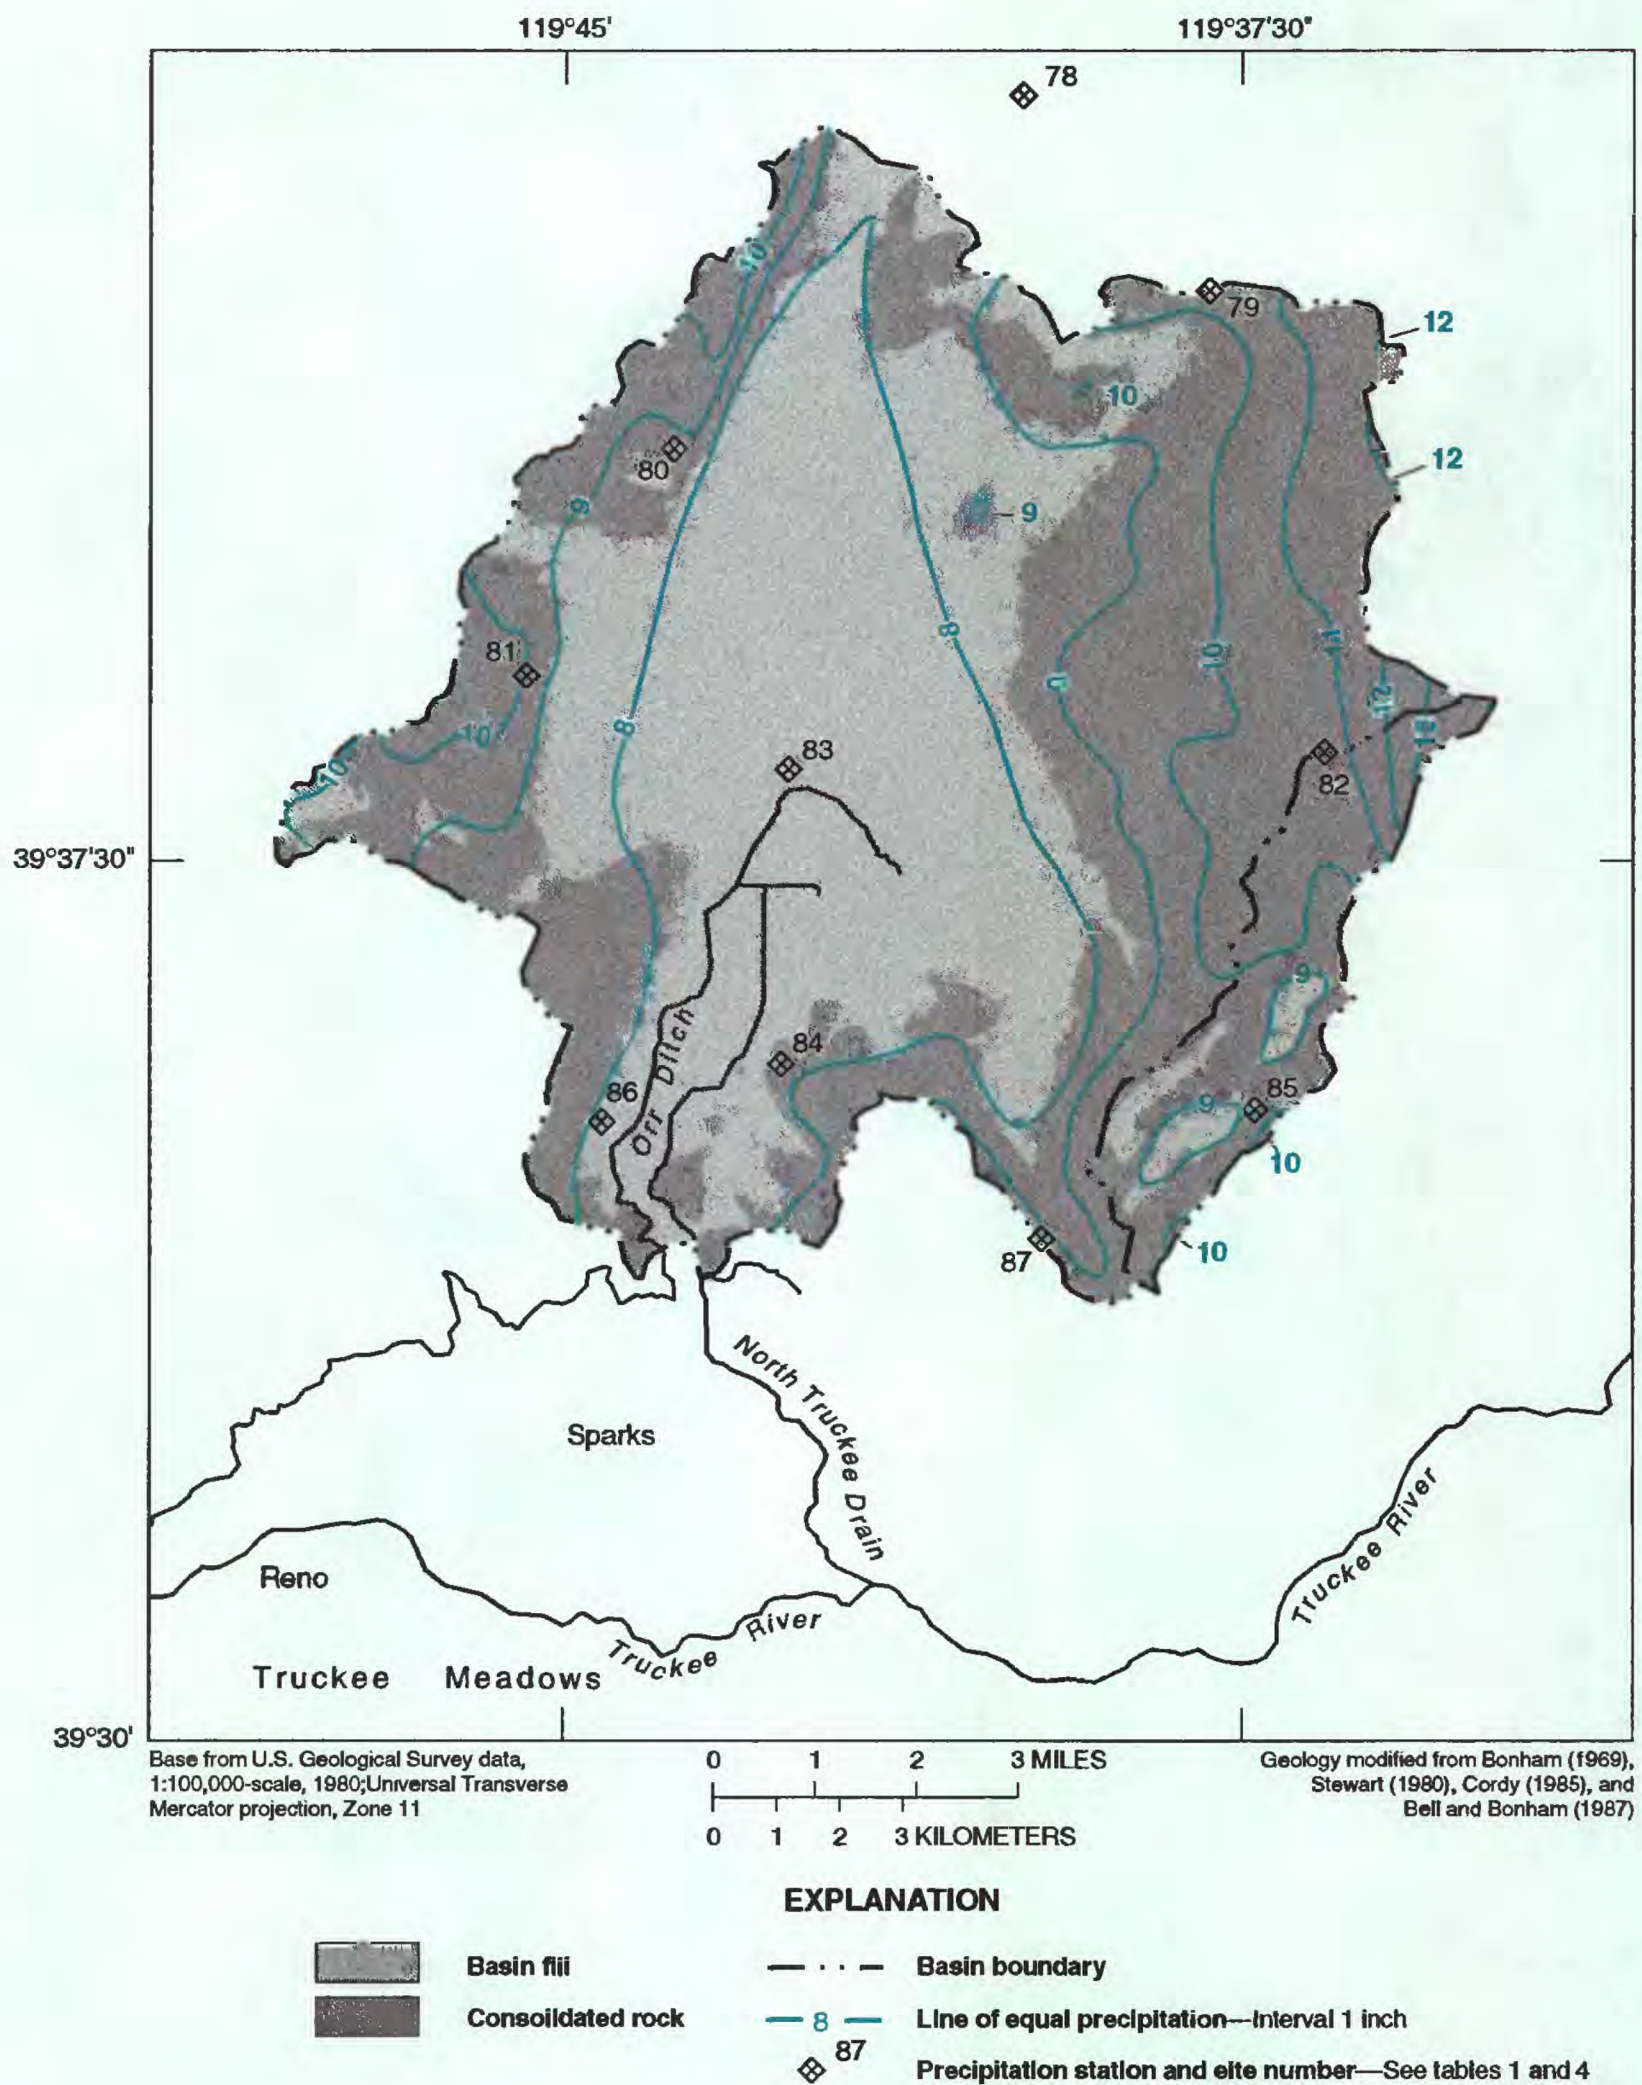 119°45'
119°37'30"
78
10
79
12
10
80
12
9
9
8
81
9
10
11
10
8
12
11
83
10
82
39°37'30"
9
Orr Ditch
84
86
85
9
10
87
10
North Truckee Drain
Sparks
Reno
Truckee River
Truckee River
Truckee Meadows
39°30'
Base from U.S. Geological Survey data,
1:100,000-scale, 1980;Universal Transverse
Mercator projection, Zone 11
0 1 2 3 MILES
0 1 2 3 KILOMETERS
Geology modified from Bonham (1969),
Stewart (1980), Cordy (1985), and
Bell and Bonham (1987)
EXPLANATION
Basin fill
Consolidated rock
Basin boundary
8
Line of equal precipitation—Interval 1 inch
87
Precipitation station and site number—See tables 1 and 4